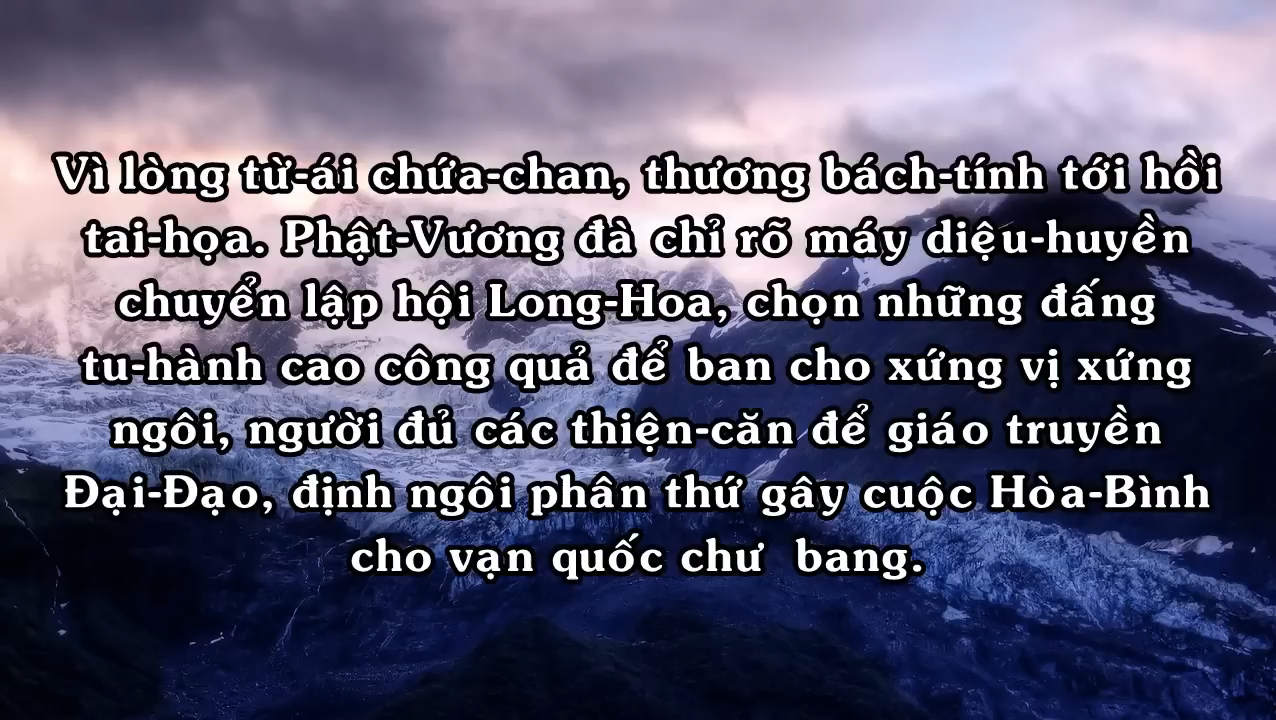 Vì lòng từ-ái chứa-chan, thương bách-tính tới hồi
tai-họa. Phật-Vương đà chỉ rõ máy diệu-huyền
chuyển lập hội Long-Hoa, chọn những đấng
tu-hành cao công quả để ban cho xứng vị xứng
ngôi, người đủ các thiện-căn để giáo truyền
Đại-Đạo, định ngôi phân thứ gây cuộc Hòa-Bình
cho vạn quốc chư bang.